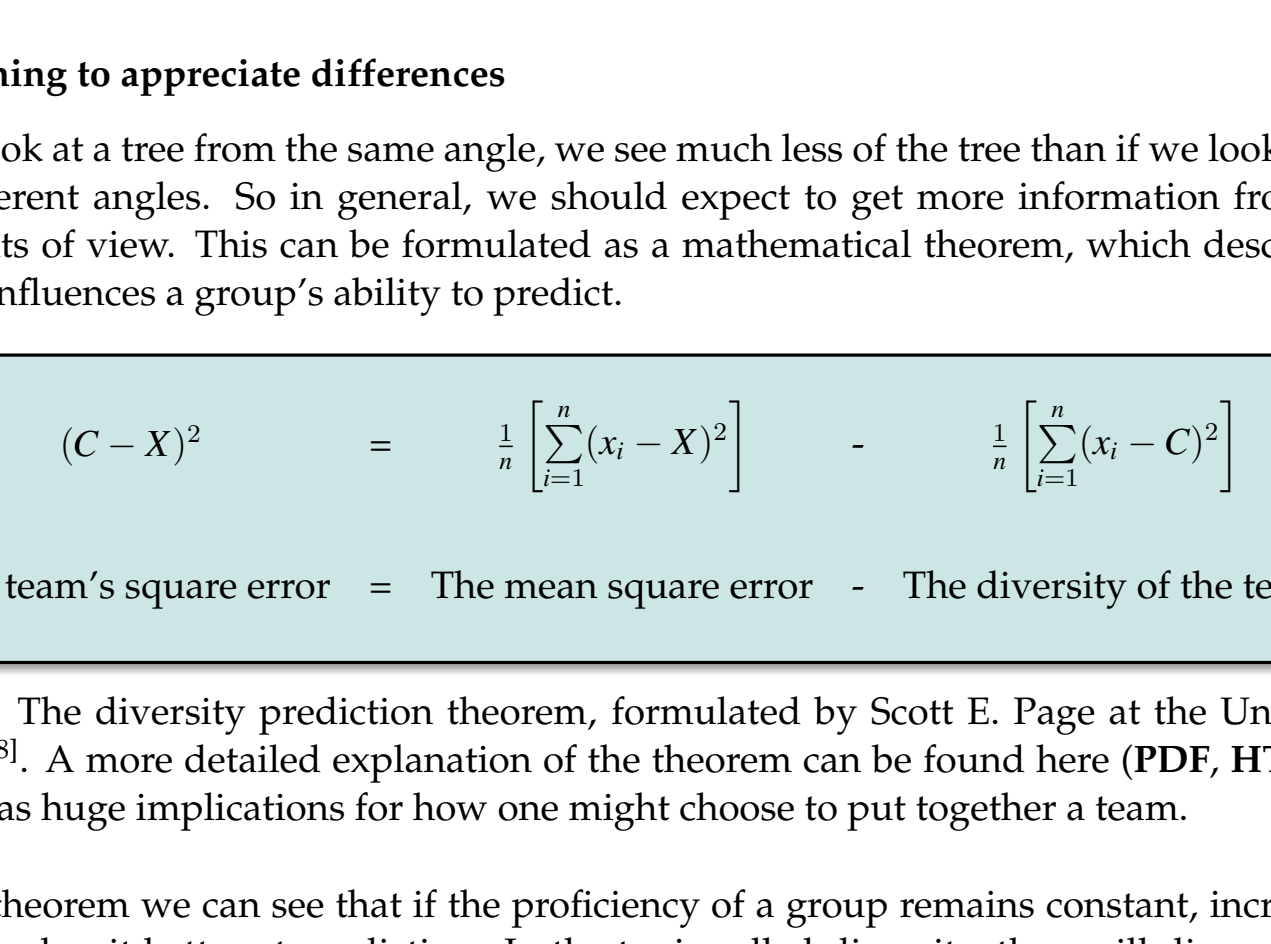 ning to appreciate differences
ok at a tree from the same angle, we see much less of the tree than if we look
erent angles. So in general, we should expect to get more information fro
ts of view. This can be formulated as a mathematical theorem, which desc
nfluences a group's ability to predict.
(C − X)² = 1/n [∑ᵢ₌₁ⁿ (xᵢ − X)²] - 1/n [∑ᵢ₌₁ⁿ (xᵢ − C)²]
team's square error = The mean square error - The diversity of the te
The diversity prediction theorem, formulated by Scott E. Page at the Un
8]. A more detailed explanation of the theorem can be found here (PDF, HT
as huge implications for how one might choose to put together a team.
theorem we can see that if the proficiency of a group remains constant, incr